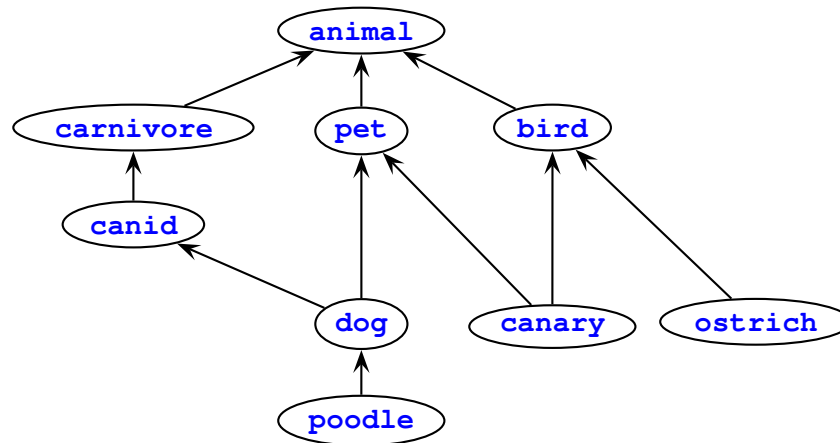 animal
carnivore
pet
bird
canid
dog
canary
ostrich
poodle